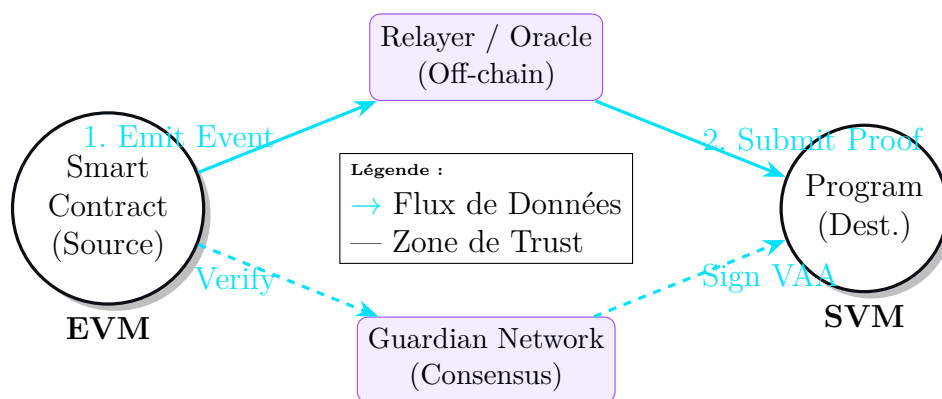 Relayer / Oracle
(Off-chain)
1. Emit Event
2. Submit Proof
Smart
Contract
(Source)
EVM
Légende :
→ Flux de Données
— Zone de Trust
Program
(Dest.)
SVM
Verify
Sign VAA
Guardian Network
(Consensus)